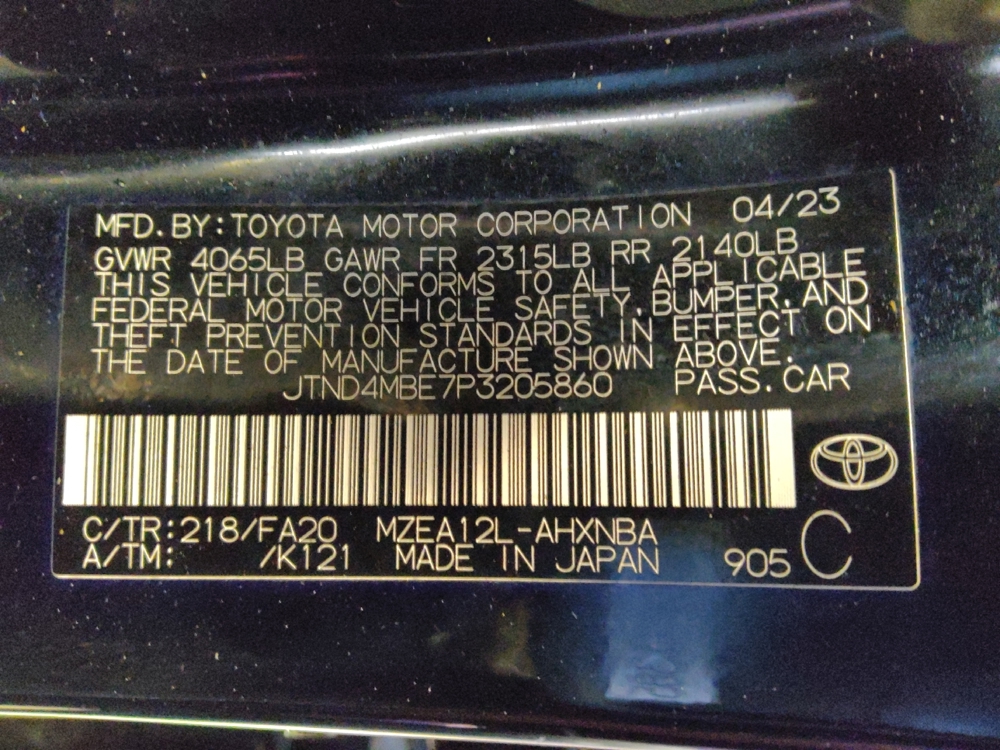 MFD. BY: TOYOTA MOTOR CORPORATION 04/23
GVWR 4065LB GAWR FR 2315LB RR 2140LB
THIS VEHICLE CONFORMS TO ALL APPLICABLE
FEDERAL MOTOR VEHICLE SAFETY, BUMPER, AND
THEFT PREVENTION STANDARDS IN EFFECT ON
THE DATE OF MANUFACTURE SHOWN ABOVE.
JTND4MBE7P3205860 PASS. CAR
C/TR: 218/FA20 MZEA12L-AHXNBA
A/TM: /K121 MADE IN JAPAN 905 C